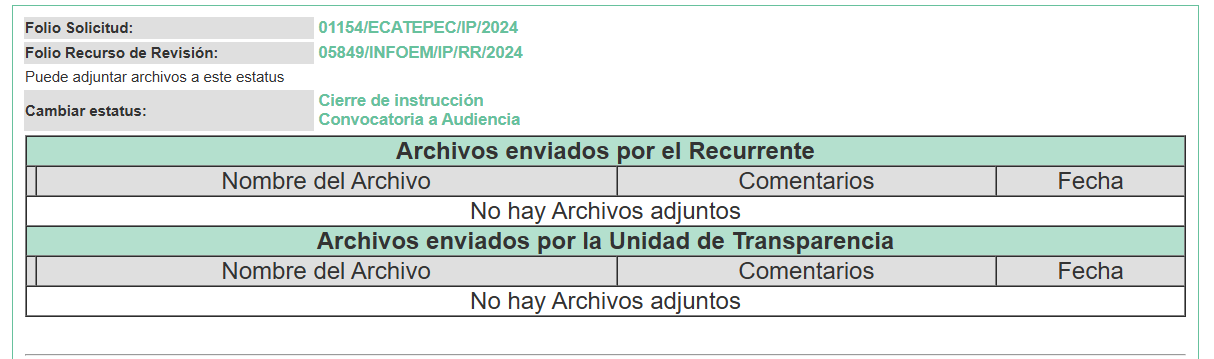 Folio Solicitud: 01154/ECATEPEC/IP/2024
Folio Recurso de Revisión: 05849/INFOEM/IP/RR/2024
Puede adjuntar archivos a este estatus
Cambiar estatus: Cierre de instrucción
Convocatoria a Audiencia
Archivos enviados por el Recurrente
Nombre del Archivo Comentarios Fecha
No hay Archivos adjuntos
Archivos enviados por la Unidad de Transparencia
Nombre del Archivo Comentarios Fecha
No hay Archivos adjuntos